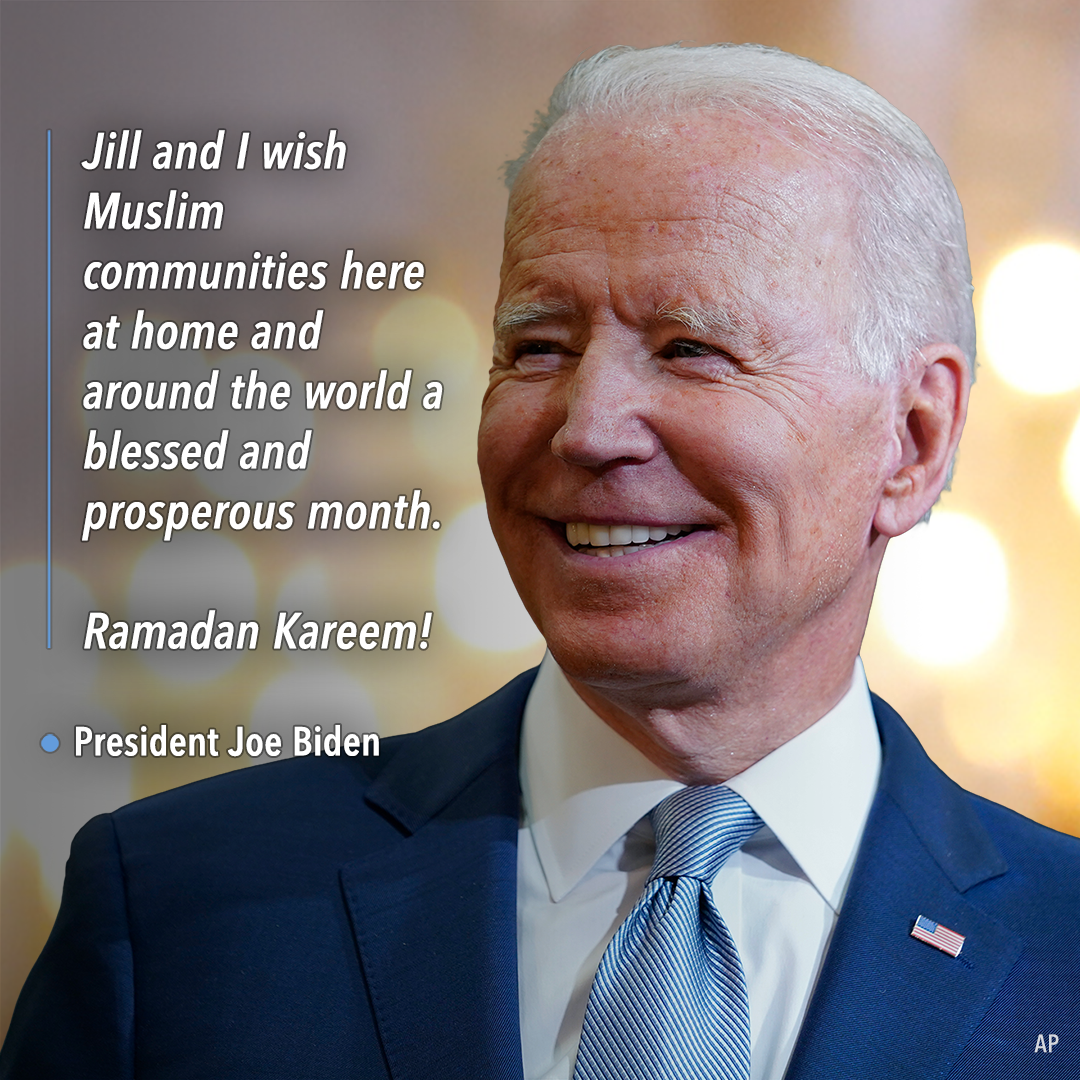 Jill and I wish
Muslim
communities here
at home and
around the world a
blessed and
prosperous month.
Ramadan Kareem!
President Joe Biden
AP